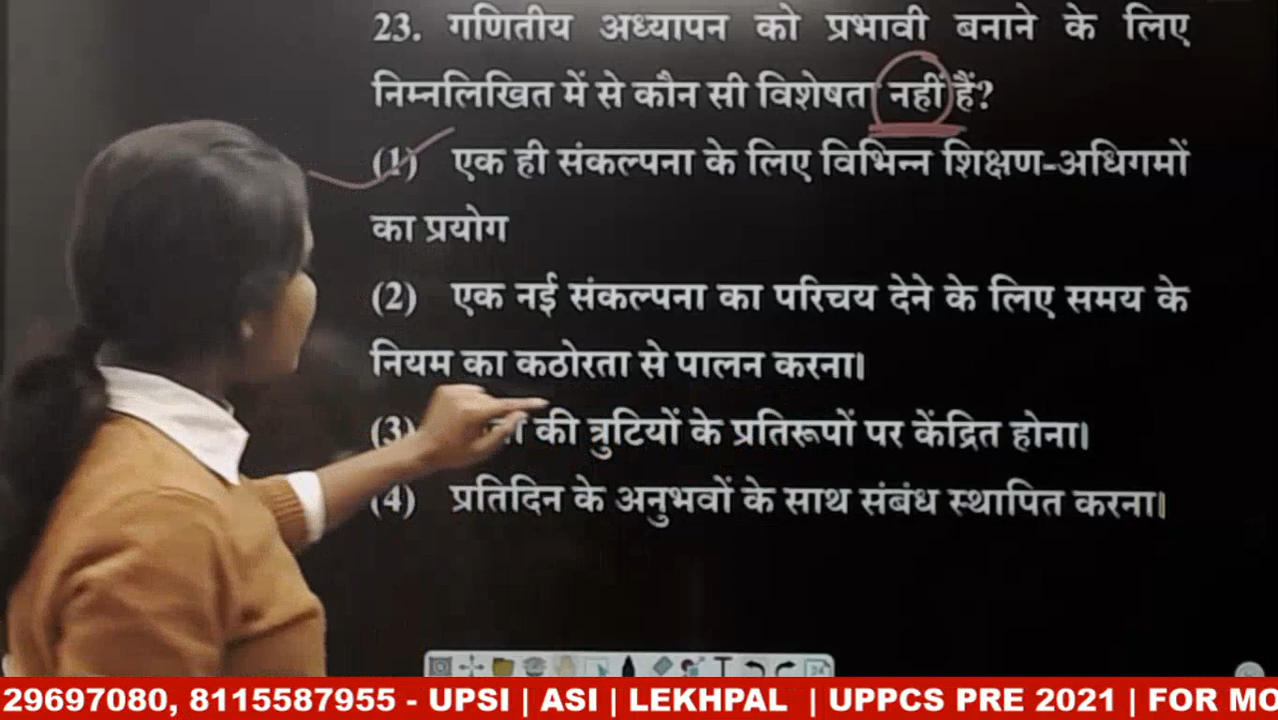 23. गणितीय अध्यापन को प्रभावी बनाने के लिए
निम्नलिखित में से कौन सी विशेषता नहीं हैं?
(1) एक ही संकल्पना के लिए विभिन्न शिक्षण-अधिगमों
का प्रयोग
(2) एक नई संकल्पना का परिचय देने के लिए समय के
नियम का कठोरता से पालन करना।
(3) की त्रुटियों के प्रतिरूपों पर केंद्रित होना।
(4) प्रतिदिन के अनुभवों के साथ संबंध स्थापित करना।
29697080, 8115587955 - UPSI | ASI | LEKHPAL | UPPCS PRE 2021 | FOR MO